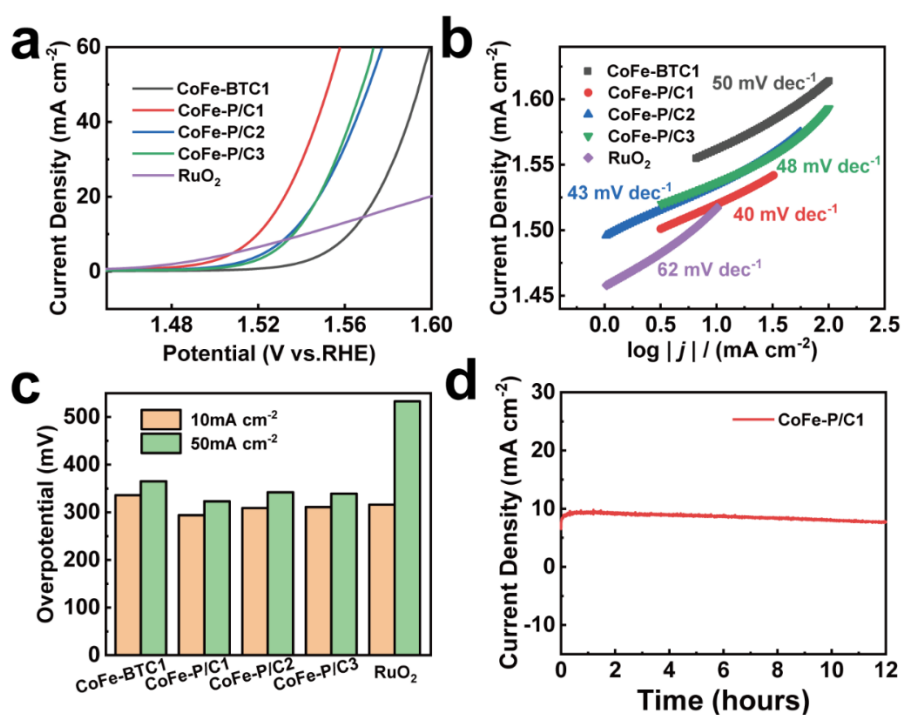 a
Current Density (mA cm⁻²)
60
40
20
0
CoFe-BTC1
CoFe-P/C1
CoFe-P/C2
CoFe-P/C3
RuO₂
1.48 1.52 1.56 1.60
Potential (V vs.RHE)
b
Current Density (mA cm⁻²)
1.60
1.55
1.50
1.45
CoFe-BTC1
CoFe-P/C1
CoFe-P/C2
CoFe-P/C3
RuO₂
50 mV dec⁻¹
48 mV dec⁻¹
43 mV dec⁻¹
40 mV dec⁻¹
62 mV dec⁻¹
0.0 0.5 1.0 1.5 2.0 2.5
log | j | / (mA cm⁻²)
c
Overpotential (mV)
500
400
300
200
100
0
10mA cm⁻²
50mA cm⁻²
CoFe-BTC1 CoFe-P/C1 CoFe-P/C2 CoFe-P/C3 RuO₂
d
Current Density (mA cm⁻²)
30
20
10
0
-10
CoFe-P/C1
0 2 4 6 8 10 12
Time (hours)